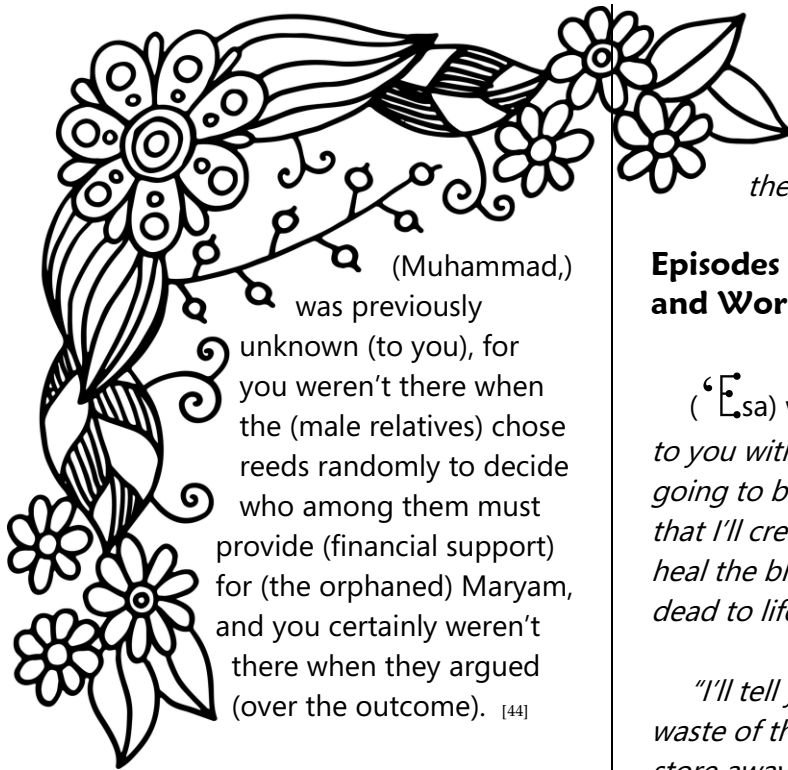 (Muhammad,)
was previously
unknown (to you), for
you weren't there when
the (male relatives) chose
reeds randomly to decide
who among them must
provide (financial support)
for (the orphaned) Maryam,
and you certainly weren't
there when they argued
(over the outcome). [44]
the
Episodes
and Wor
(‘Esa)
to you with
going to b
that I'll cre
heal the bl
dead to life
"I'll tell
waste of th
store away